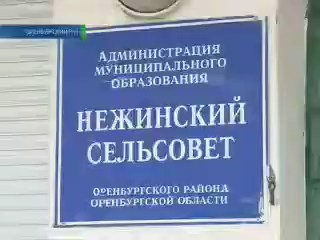 АДМИНИСТРАЦИЯ
МУНИЦИПАЛЬНОГО
ОБРАЗОВАНИЯ
НЕЖИНСКИЙ
СЕЛЬСОВЕТ
ОРЕНБУРГСКОГО РАЙОНА
ОРЕНБУРГСКОЙ ОБЛАСТИ